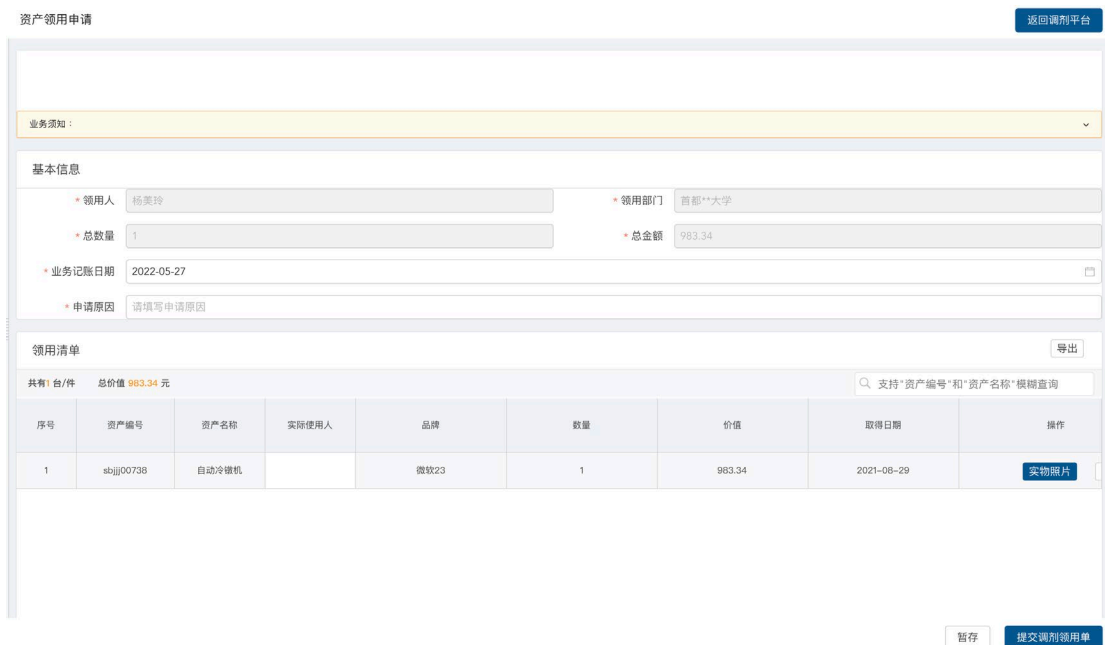 资产领用申请 返回调剂平台
业务须知：
基本信息
* 领用人 杨美玲 * 领用部门 首都**大学
* 总数量 1 * 总金额 983.34
* 业务记账日期 2022-05-27
* 申请原因 请填写申请原因
领用清单 导出
共有1 台/件 总价值 983.34 元 支持"资产编号"和"资产名称"模糊查询
序号 资产编号 资产名称 实际使用人 品牌 数量 价值 取得日期 操作
1 sbjjj00738 自动冷镦机 微软23 1 983.34 2021-08-29 实物照片
暂存 提交调剂领用单